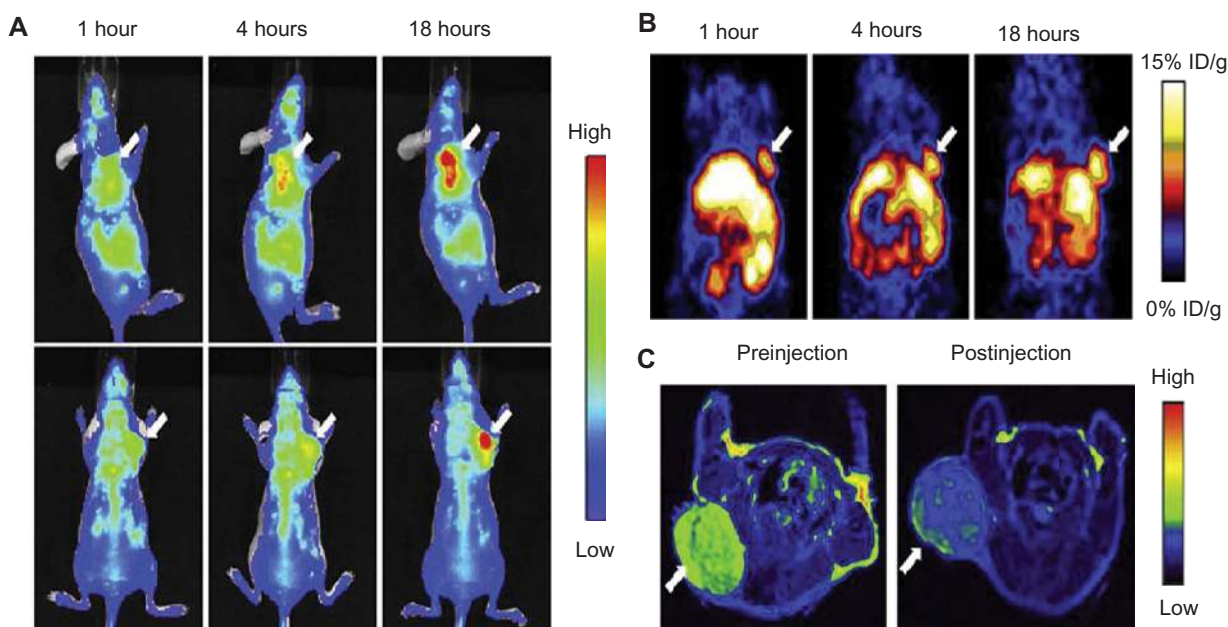 A
1 hour
4 hours
18 hours
High
Low
B
1 hour
4 hours
18 hours
15% ID/g
0% ID/g
C
Preinjection
Postinjection
High
Low